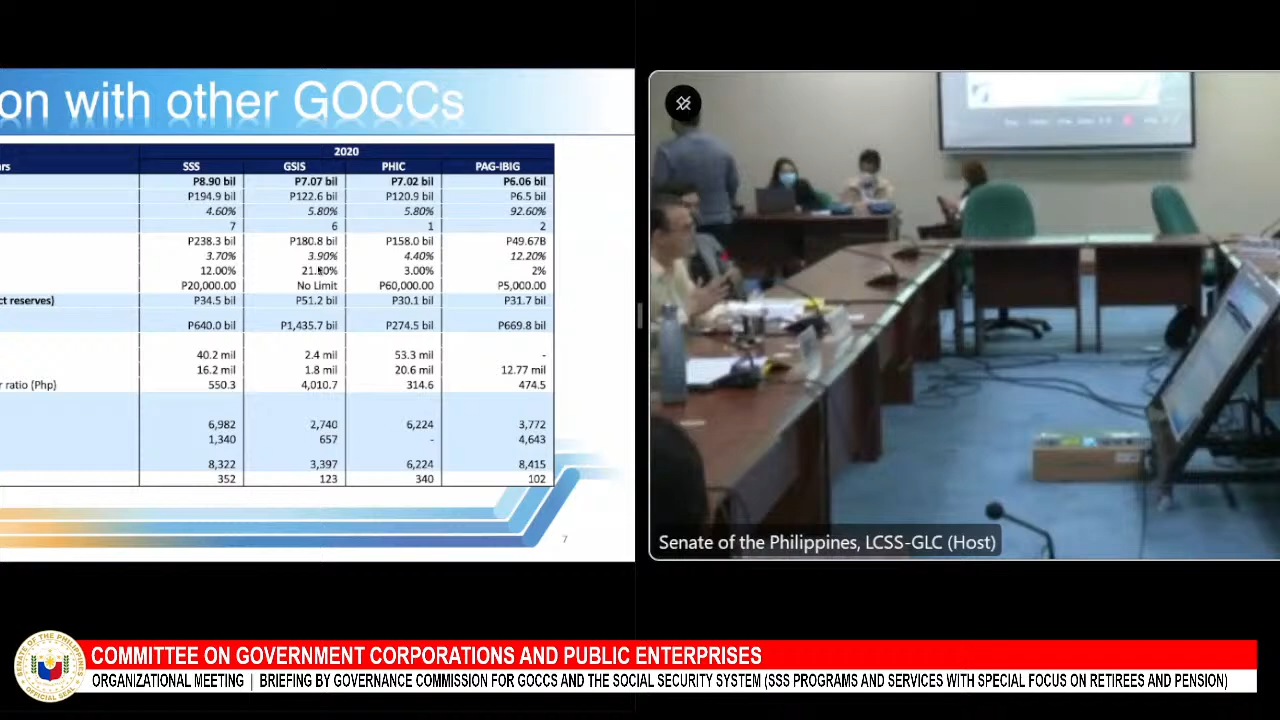 on with other GOCCs
2020
rs SSS GSIS PHIC PAG-IBIG
P8.90 bil P7.07 bil P7.02 bil P6.06 bil
P194.9 bil P122.6 bil P120.9 bil P6.5 bil
4.60% 5.80% 5.80% 92.60%
7 6 1 2
P238.3 bil P180.8 bil P158.0 bil P49.67B
3.70% 3.90% 4.40% 12.20%
12.00% 3.00% 2%
P20,000.00 No Limit P60,000.00 P5,000.00
ct reserves) P34.5 bil P51.2 bil P30.1 bil P31.7 bil
P640.0 bil P1,435.7 bil P274.5 bil P669.8 bil
40.2 mil 2.4 mil 53.3 mil -
16.2 mil 1.8 mil 20.6 mil 12.77 mil
r ratio (Php) 550.3 4,010.7 314.6 474.5
6,982 2,740 6,224 3,772
1,340 657 - 4,643
8,322 3,397 6,224 8,415
352 123 340 102
7
Senate of the Philippines, LCSS-GLC (Host)
COMMITTEE ON GOVERNMENT CORPORATIONS AND PUBLIC ENTERPRISES
ORGANIZATIONAL MEETING | BRIEFING BY GOVERNANCE COMMISSION FOR GOCCS AND THE SOCIAL SECURITY SYSTEM (SSS PROGRAMS AND SERVICES WITH SPECIAL FOCUS ON RETIREES AND PENSION)